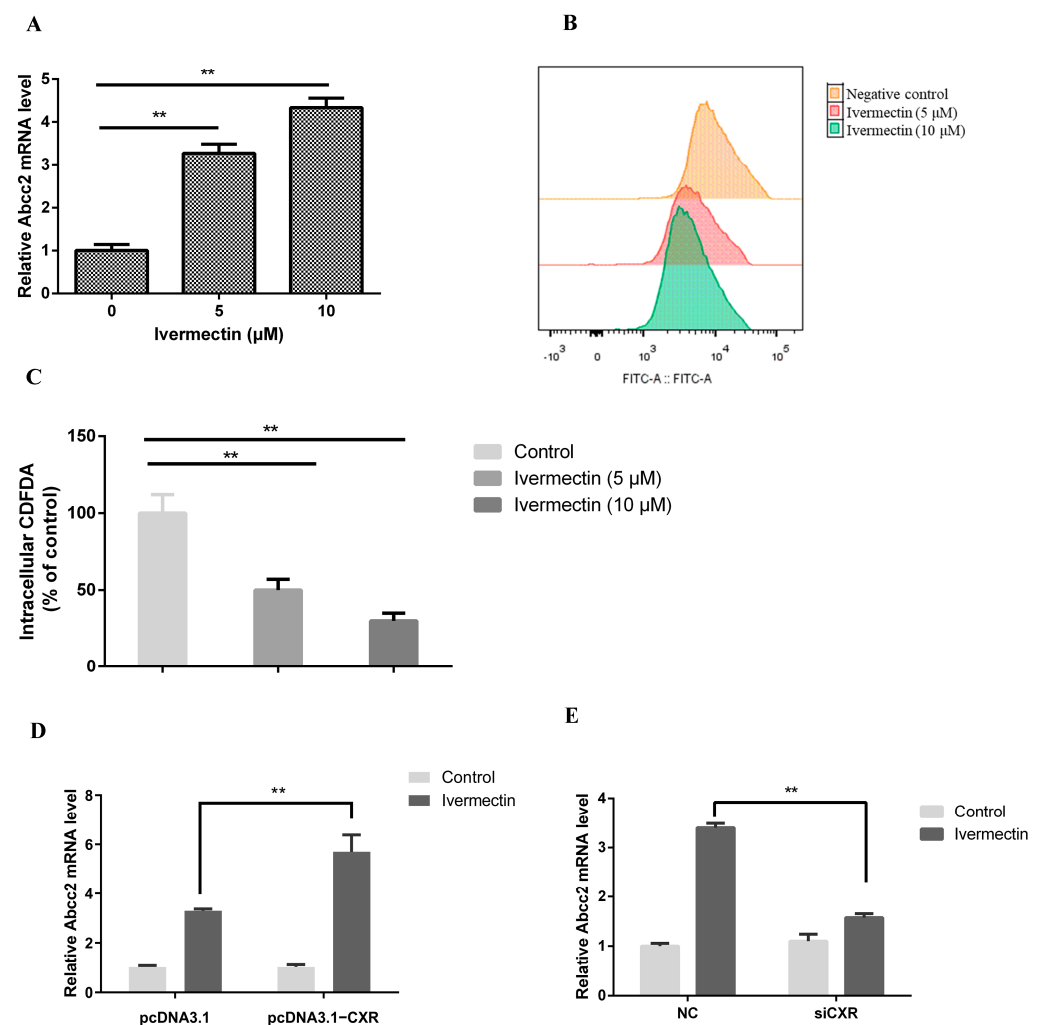 A
Relative Abcc2 mRNA level
5
4
3
2
1
0
**
**
0 5 10
Ivermectin (µM)
B
Negative control
Ivermectin (5 µM)
Ivermectin (10 µM)
-10³ 0 10³ 10⁴ 10⁵
FITC-A :: FITC-A
C
Intracellular CDFDA
(% of control)
150
100
50
0
**
**
Control
Ivermectin (5 µM)
Ivermectin (10 µM)
D
Relative Abcc2 mRNA level
8
6
4
2
0
**
Control
Ivermectin
pcDNA3.1 pcDNA3.1−CXR
E
Relative Abcc2 mRNA level
4
3
2
1
0
**
Control
Ivermectin
NC siCXR